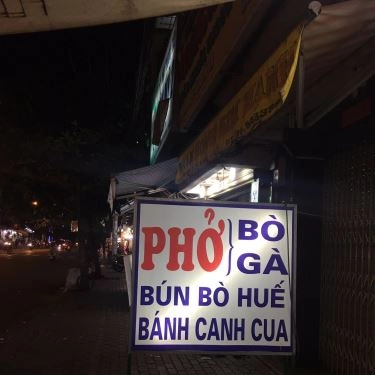 PHỞ } BÒ
GÀ
BÚN BÒ HUẾ
BÁNH CANH CUA